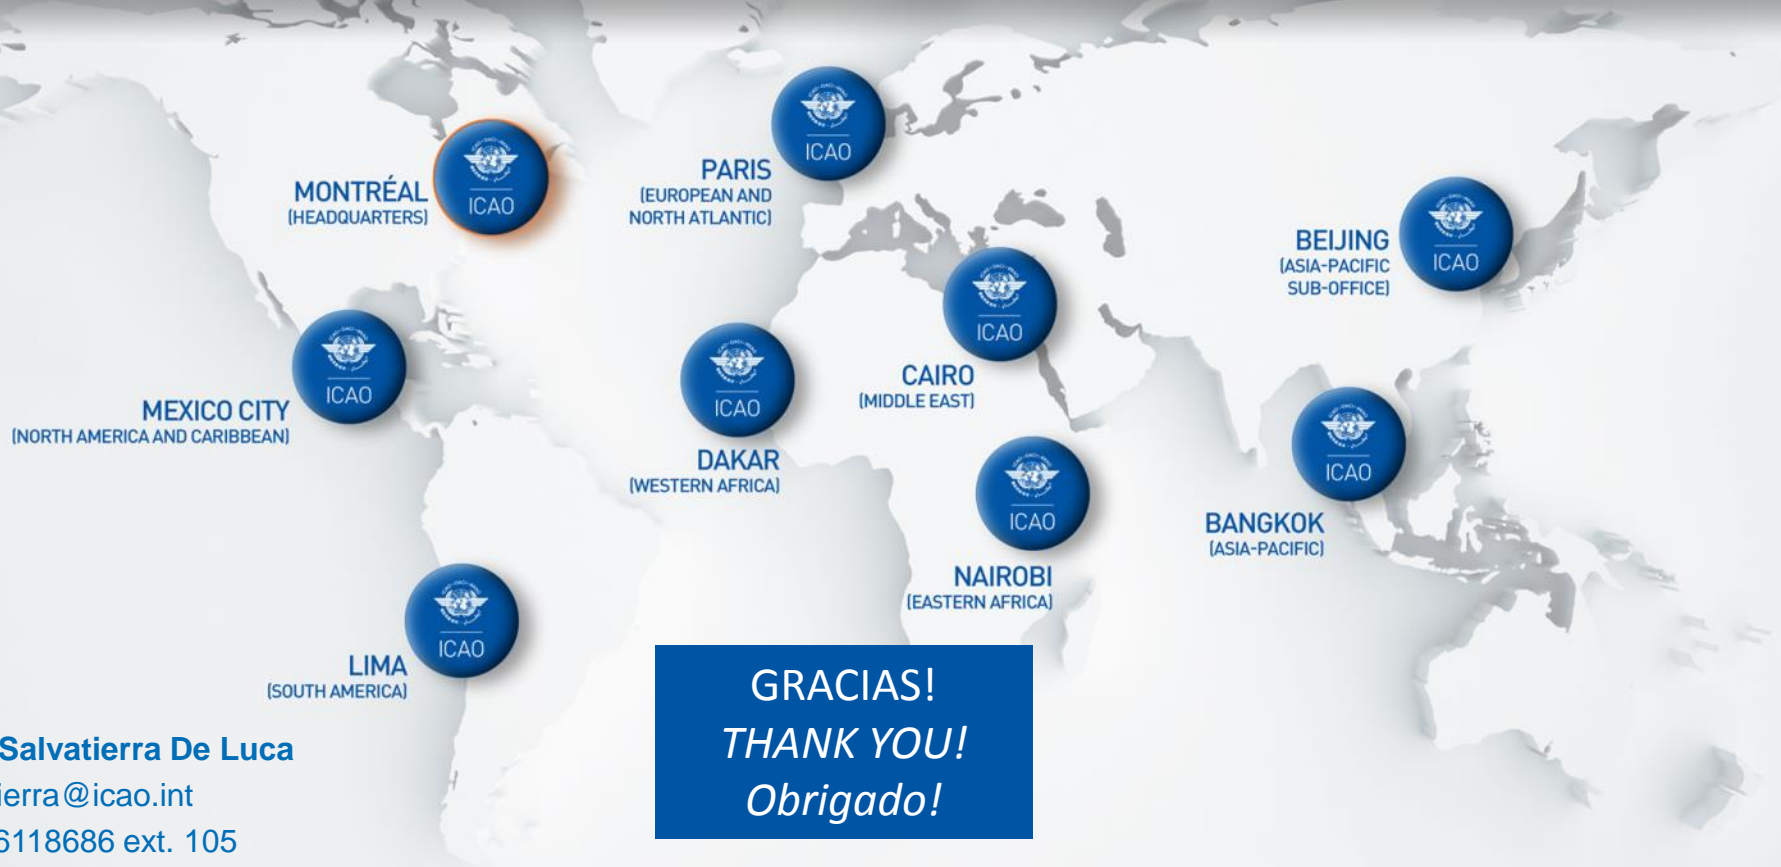 ICAO
MONTRÉAL
(HEADQUARTERS)
ICAO
PARIS
(EUROPEAN AND
NORTH ATLANTIC)
ICAO
BEIJING
(ASIA-PACIFIC
SUB-OFFICE)
ICAO
MEXICO CITY
(NORTH AMERICA AND CARIBBEAN)
ICAO
DAKAR
(WESTERN AFRICA)
ICAO
CAIRO
(MIDDLE EAST)
ICAO
NAIROBI
(EASTERN AFRICA)
ICAO
BANGKOK
(ASIA-PACIFIC)
ICAO
LIMA
(SOUTH AMERICA)
Salvatierra De Luca
ierra@icao.int
6118686 ext. 105
GRACIAS!
THANK YOU!
Obrigado!